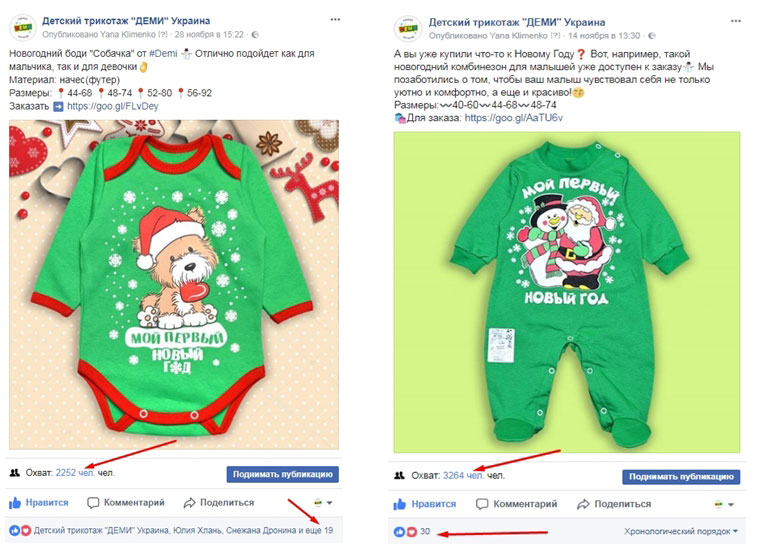 Детский трикотаж "ДЕМИ" Украина
Опубликовано Yana Klimenko [?] · 28 ноября в 15:22 ·
Новогодний боди "Собачка" от #Demi ⛄ Отлично подойдет как для
мальчика, так и для девочки👌
Материал: начес(футер)
Размеры: 📍44-68 📍48-74 📍52-80 📍56-92
Заказать ➡ https://goo.gl/FLvDey
МОЙ ПЕРВЫЙ
НОВЫЙ
ГОД
Охват: 2252 чел. чел.
Поднимать публикацию
Нравится Комментарий Поделиться
Детский трикотаж "ДЕМИ" Украина, Юлия Хлань, Снежана Дронина и еще 19
Детский трикотаж "ДЕМИ" Украина
Опубликовано Yana Klimenko [?] · 14 ноября в 13:30 ·
А вы уже купили что-то к Новому Году❓ Вот, например, такой
новогодний комбинезон для малышей уже доступен к заказу⛄ Мы
позаботились о том, чтобы ваш малыш чувствовал себя не только
уютно и комфортно, а еще и красиво!😚
Размеры:〰40-60〰44-68〰48-74
🛍Для заказа: https://goo.gl/AaTU6v
МОЙ ПЕРВЫЙ
НОВЫЙ ГОД
Охват: 3264 чел. чел.
Поднимать публикацию
Нравится Комментарий Поделиться
30 Хронологический порядок